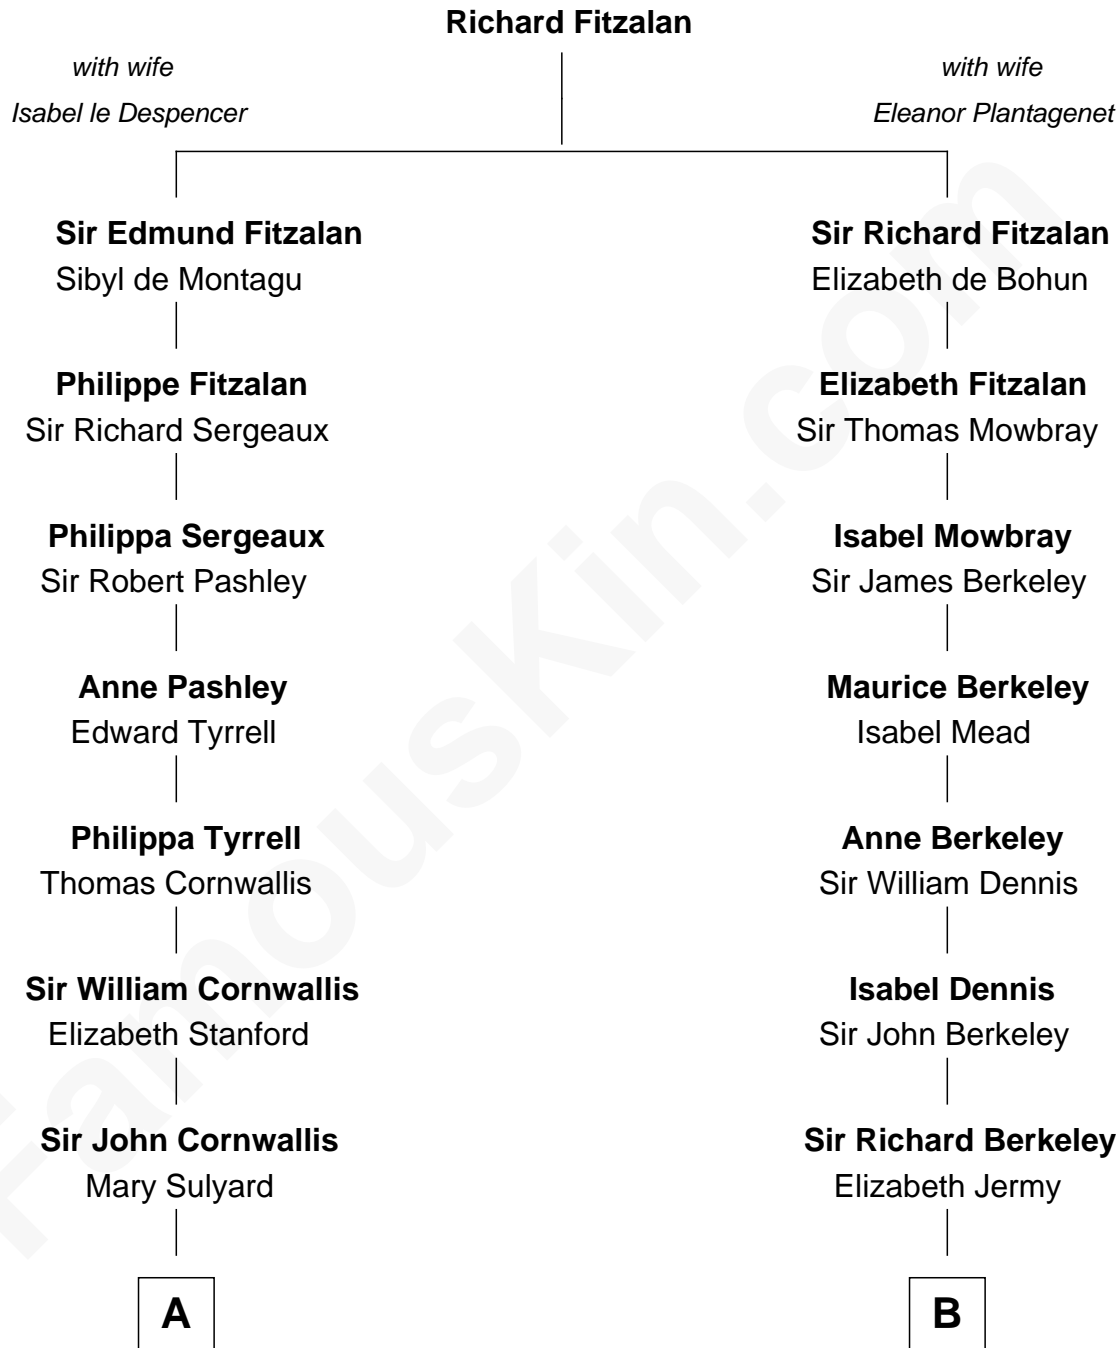 Richard Fitzalan
with wife
Isabel le Despencer
with wife
Eleanor Plantagenet
Sir Edmund Fitzalan
Sibyl de Montagu
Sir Richard Fitzalan
Elizabeth de Bohun
Philippe Fitzalan
Sir Richard Sergeaux
Elizabeth Fitzalan
Sir Thomas Mowbray
Philippa Sergeaux
Sir Robert Pashley
Isabel Mowbray
Sir James Berkeley
Anne Pashley
Edward Tyrrell
Maurice Berkeley
Isabel Mead
Philippa Tyrrell
Thomas Cornwallis
Anne Berkeley
Sir William Dennis
Sir William Cornwallis
Elizabeth Stanford
Isabel Dennis
Sir John Berkeley
Sir John Cornwallis
Mary Sulyard
Sir Richard Berkeley
Elizabeth Jermy
A
B
FamousKin.com